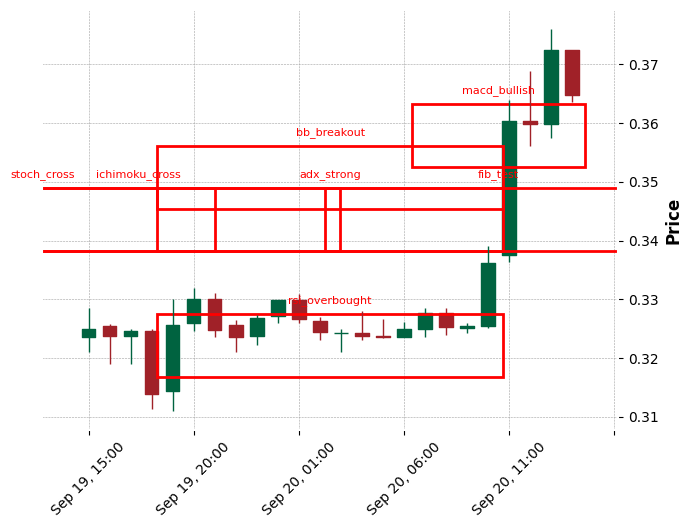 0.37
macd_bullish
0.36
bb_breakout
stoch_cross ichimoku_cross adx_strong fib_test
0.35
Price
0.34
rsi_overbought
0.33
0.32
0.31
Sep 19, 15:00
Sep 19, 20:00
Sep 20, 01:00
Sep 20, 06:00
Sep 20, 11:00